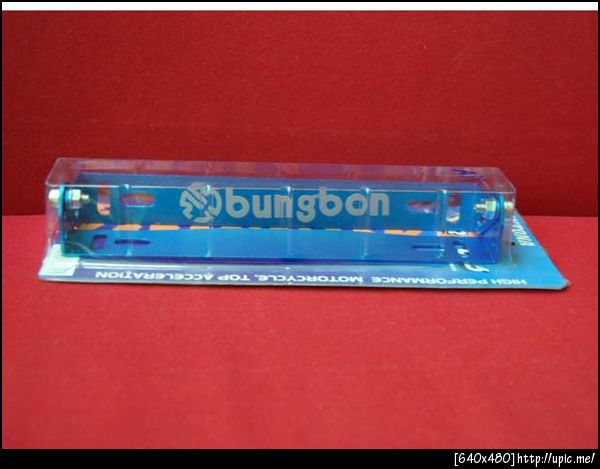 bungbon
HIGH PERFORMANCE MOTORCYCLE, TOP ACCELERATION
[640x480]http://upic.me/